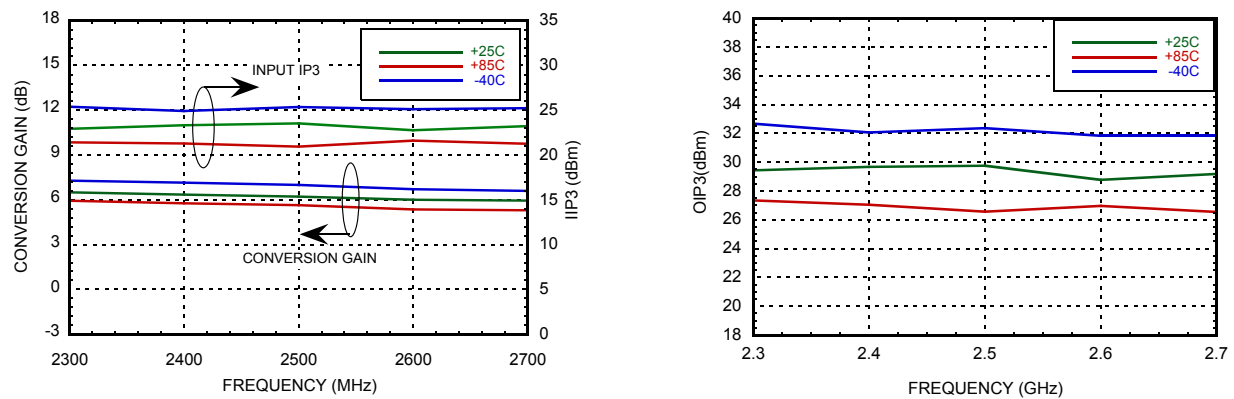 CONVERSION GAIN (dB)
18
15
12
9
6
3
0
-3
INPUT IP3
CONVERSION GAIN
+25C
+85C
-40C
35
30
25
20
15
10
5
0
IIP3 (dBm)
2300 2400 2500 2600 2700
FREQUENCY (MHz)
OIP3(dBm)
40
38
36
34
32
30
28
26
24
22
20
18
+25C
+85C
-40C
2.3 2.4 2.5 2.6 2.7
FREQUENCY (GHz)